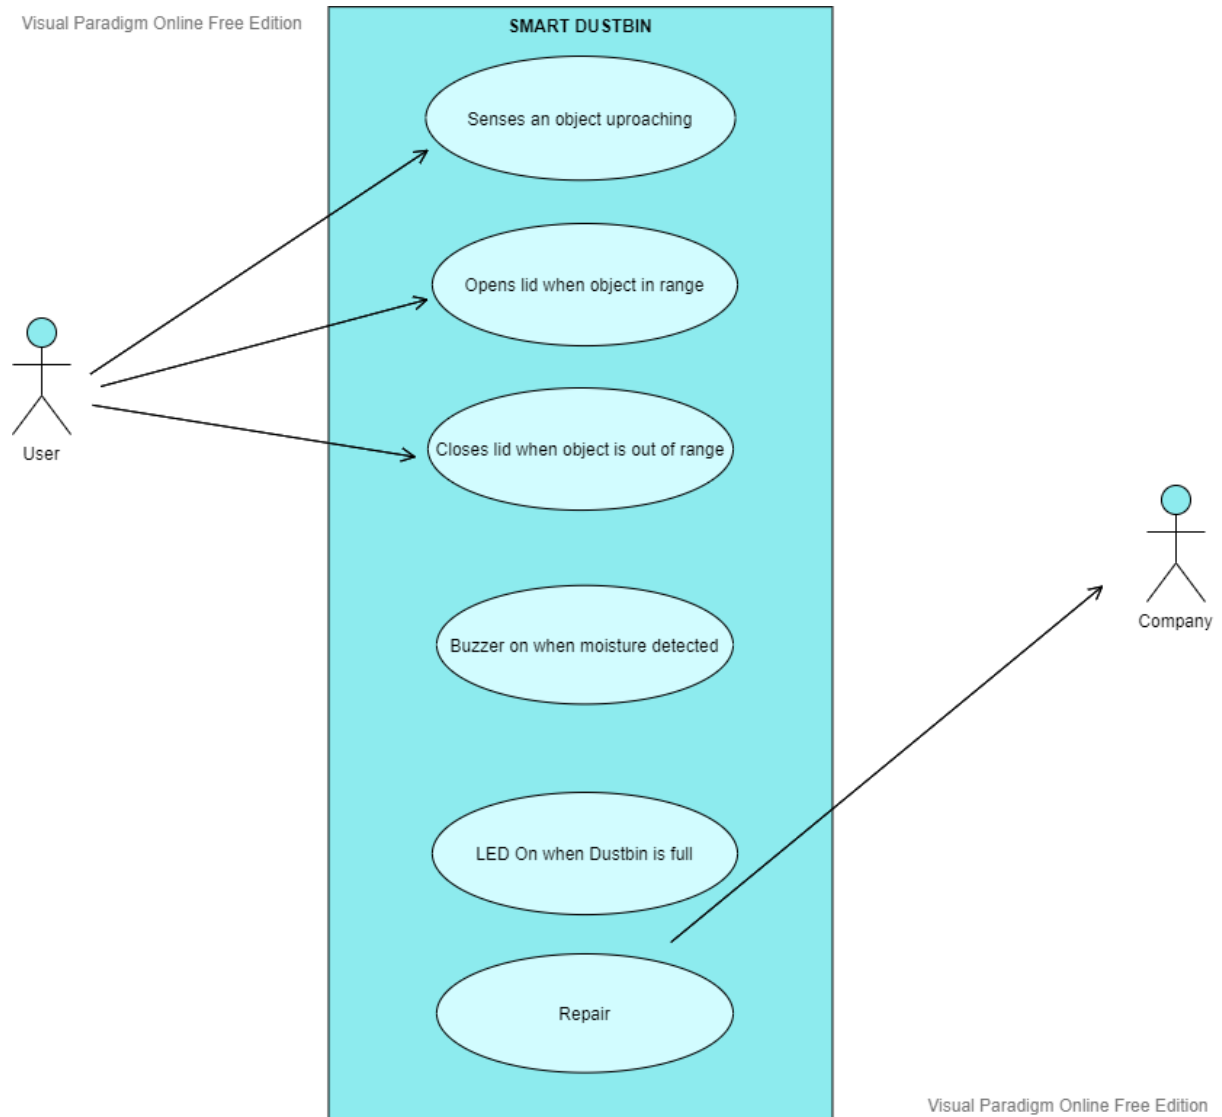 Visual Paradigm Online Free Edition
SMART DUSTBIN
Senses an object uproaching
Opens lid when object in range
User
Closes lid when object is out of range
Company
Buzzer on when moisture detected
LED On when Dustbin is full
Repair
Visual Paradigm Online Free Edition